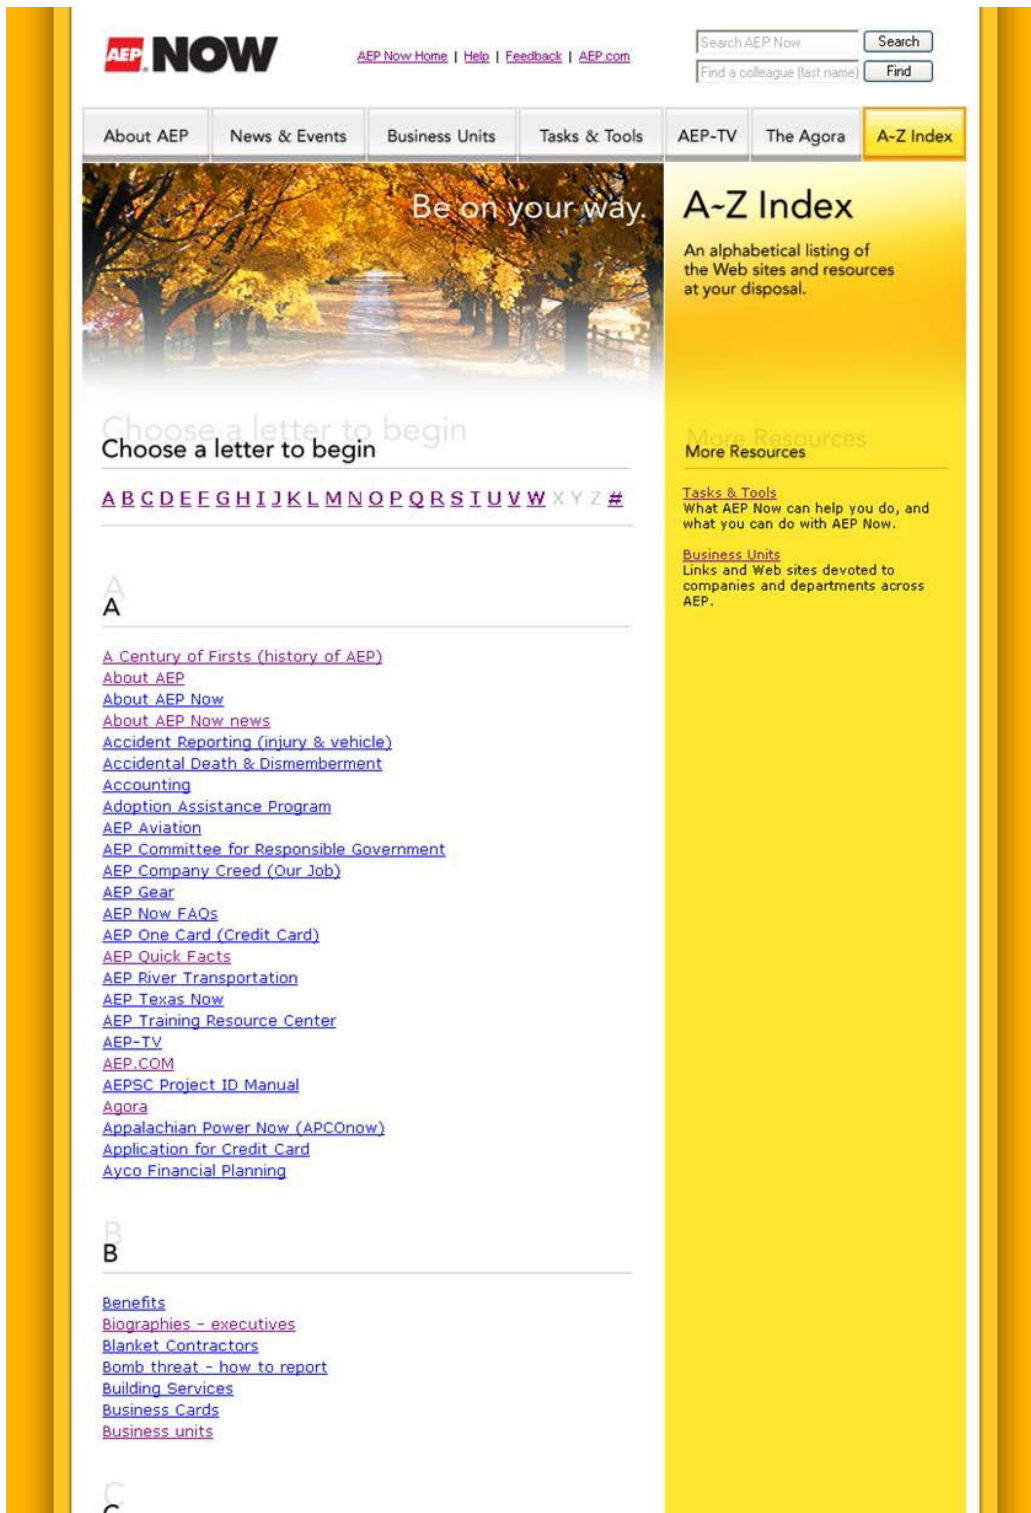 AEP NOW
AEP Now Home | Help | Feedback | AEP.com
Search AEP Now Search
Find a colleague (last name) Find
About AEP News & Events Business Units Tasks & Tools AEP-TV The Agora A-Z Index
Be on your way.
A~Z Index
An alphabetical listing of
the Web sites and resources
at your disposal.
Choose a letter to begin
Choose a letter to begin
A B C D E F G H I J K L M N O P Q R S T U V W X Y Z #
A
A
A Century of Firsts (history of AEP)
About AEP
About AEP Now
About AEP Now news
Accident Reporting (injury & vehicle)
Accidental Death & Dismemberment
Accounting
Adoption Assistance Program
AEP Aviation
AEP Committee for Responsible Government
AEP Company Creed (Our Job)
AEP Gear
AEP Now FAQs
AEP One Card (Credit Card)
AEP Quick Facts
AEP River Transportation
AEP Texas Now
AEP Training Resource Center
AEP-TV
AEP.COM
AEPSC Project ID Manual
Agora
Appalachian Power Now (APCOnow)
Application for Credit Card
Ayco Financial Planning
B
B
Benefits
Biographies - executives
Blanket Contractors
Bomb threat - how to report
Building Services
Business Cards
Business units
C
C
More Resources
More Resources
Tasks & Tools
What AEP Now can help you do, and
what you can do with AEP Now.
Business Units
Links and Web sites devoted to
companies and departments across
AEP.